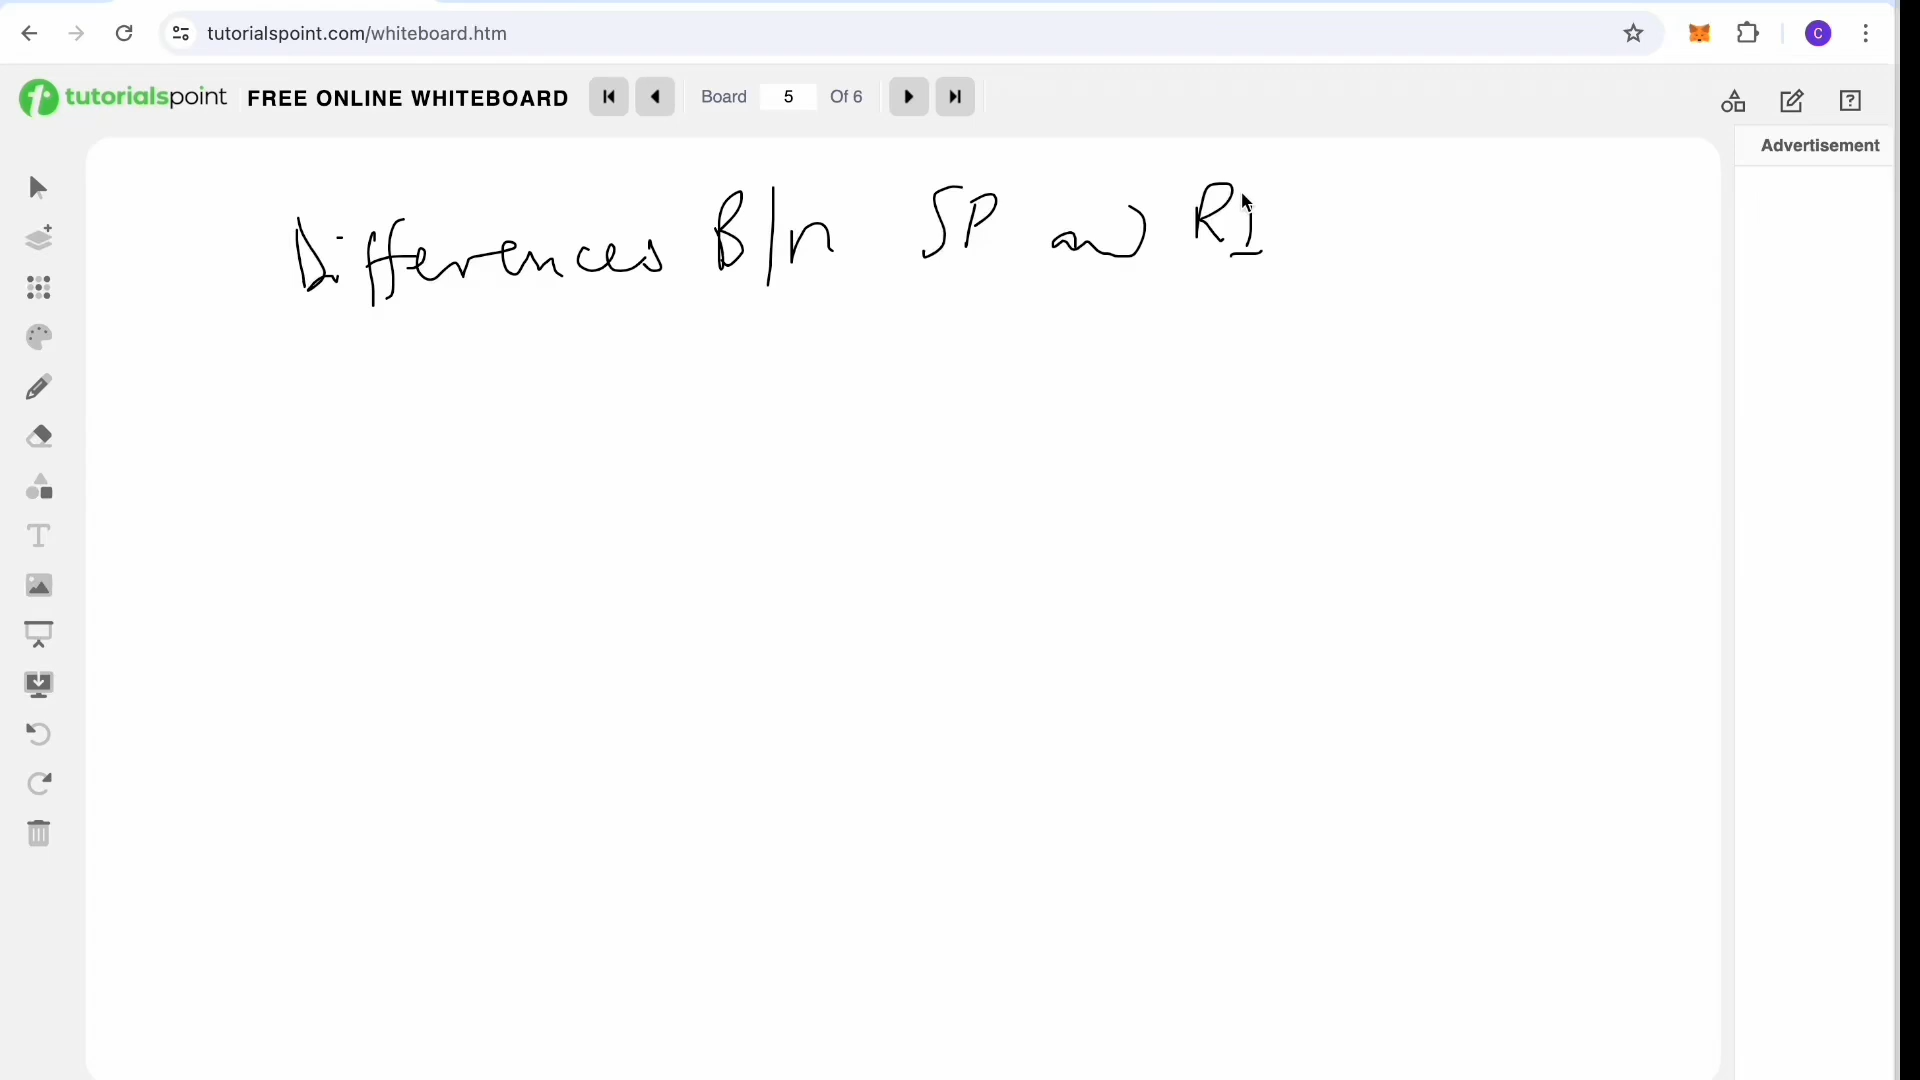 tutorialspoint.com/whiteboard.htm
C
tutorialspoint FREE ONLINE WHITEBOARD Board 5 Of 6
?
Advertisement
Differences B/n SP and RI
T